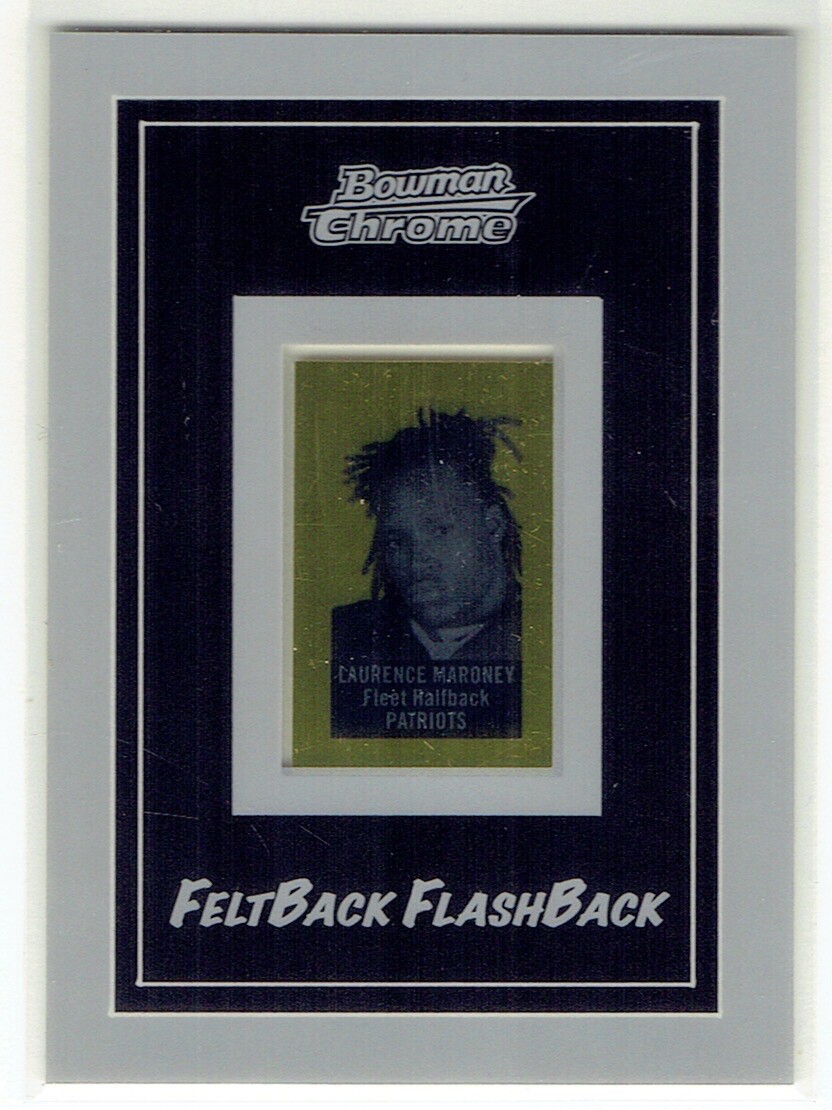 Bowman
Chrome
LAURENCE MARONEY
Fleet Halfback
PATRIOTS
FELTBACK FLASHBACK